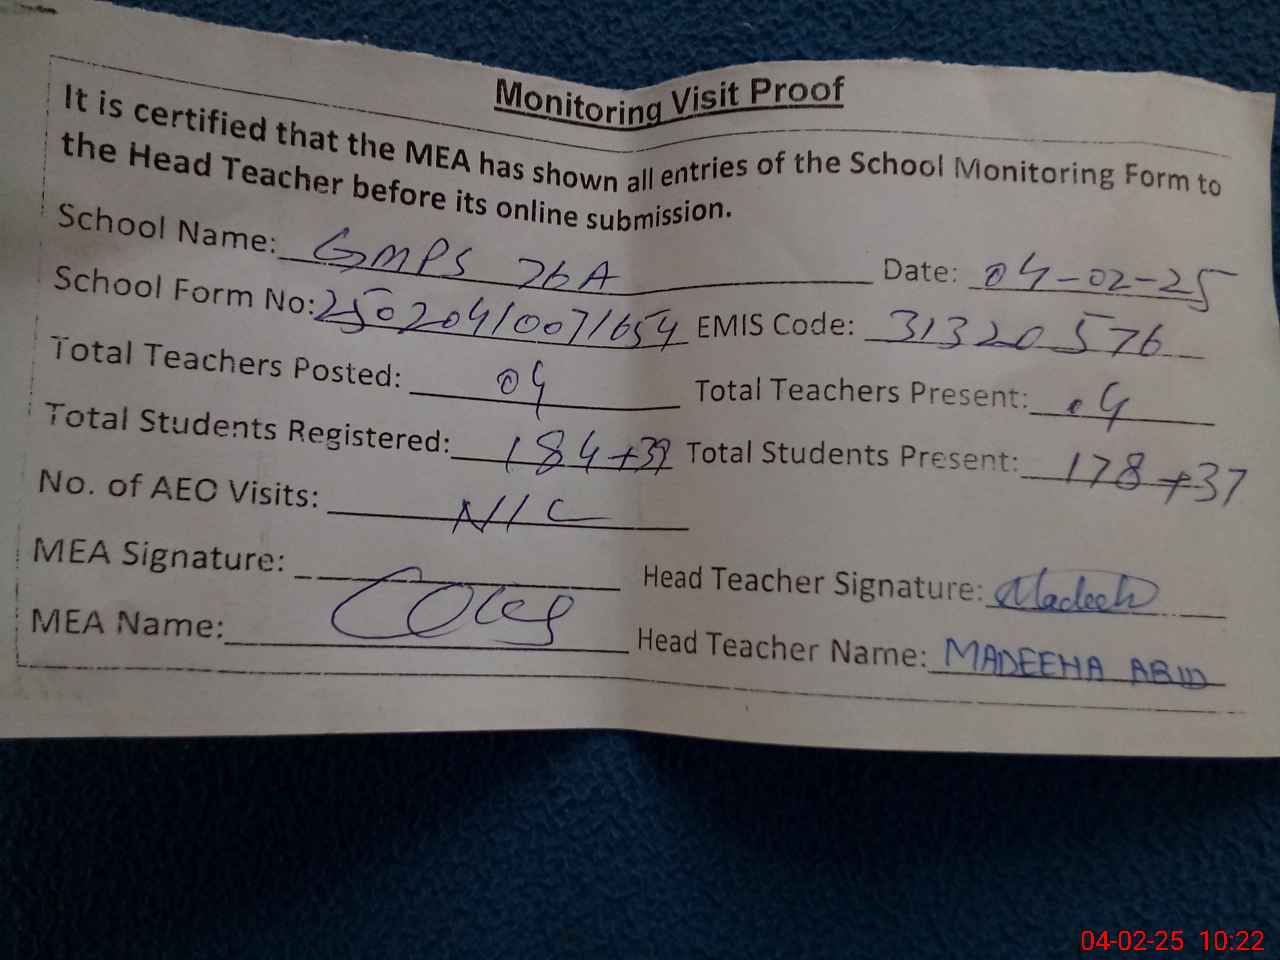 Monitoring Visit Proof
It is certified that the MEA has shown all entries of the School Monitoring Form to
the Head Teacher before its online submission.
School Name: GMPS 26A Date: 04-02-25
School Form No: 25020410071654 EMIS Code: 31320576
Total Teachers Posted: 04 Total Teachers Present: 04
Total Students Registered: 184+39 Total Students Present: 178+37
No. of AEO Visits: NIL
MEA Signature: Head Teacher Signature: Madeeh
MEA Name: Head Teacher Name: MADEEHA ABID
04-02-25 10:22